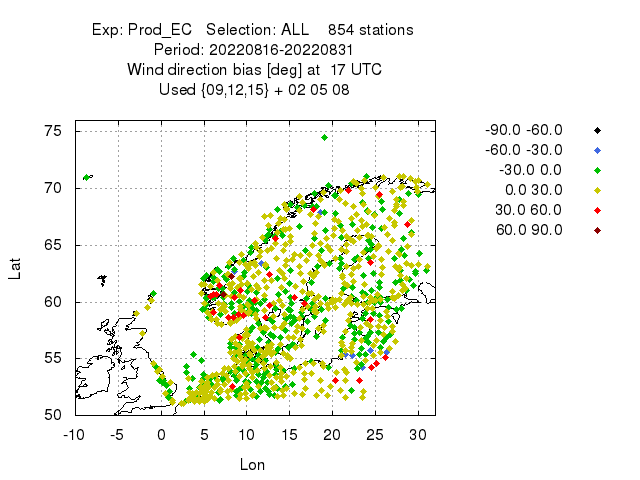 Exp: Prod_EC   Selection: ALL    854 stations
Period: 20220816-20220831
Wind direction bias [deg] at  17 UTC
Used {09,12,15} + 02 05 08
75
70
65
60
55
50
Lat
-10 -5 0 5 10 15 20 25 30
Lon
-90.0 -60.0
-60.0 -30.0
-30.0 0.0
0.0 30.0
30.0 60.0
60.0 90.0